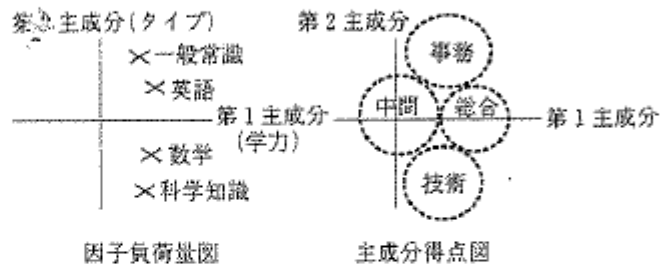 第2主成分(タイプ)
×一般常識
×英語
第1主成分
(学力)
×数学
×科学知識
因子負荷量図
第2主成分
事務
中間
総合
第1主成分
技術
主成分得点図